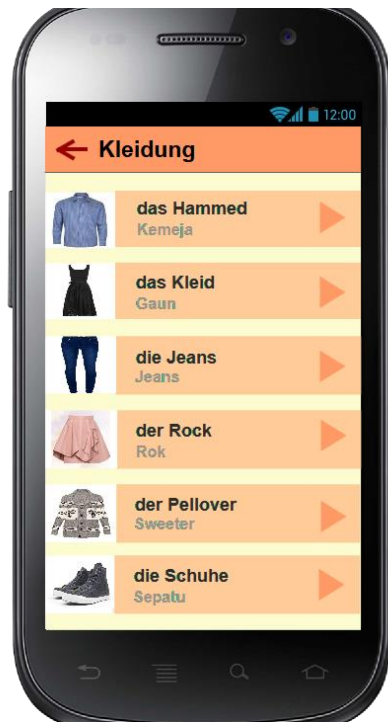 12:00
Kleidung
das Hammed
Kemeja
das Kleid
Gaun
die Jeans
Jeans
der Rock
Rok
der Pellover
Sweeter
die Schuhe
Sepatu